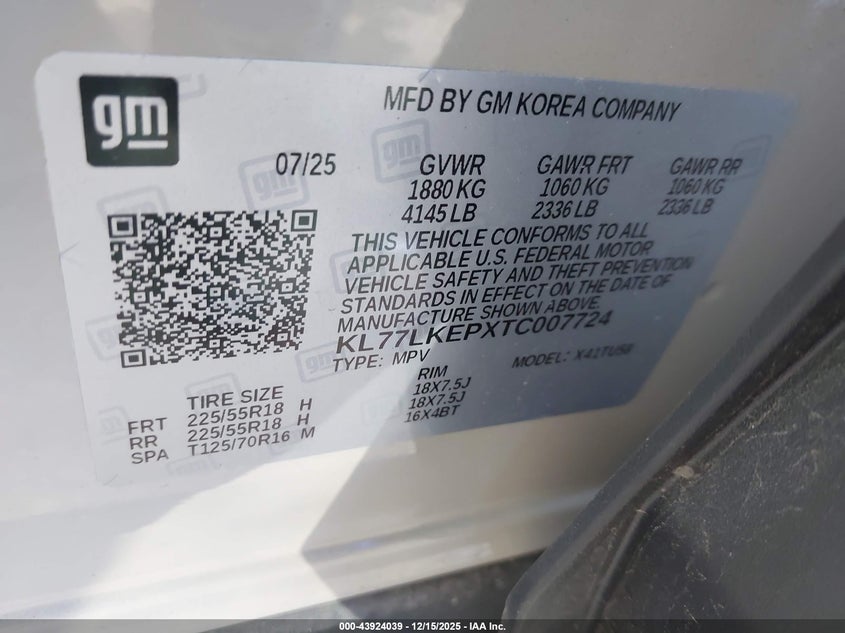 gm
MFD BY GM KOREA COMPANY
07/25 GVWR GAWR FRT GAWR RR
1880 KG 1060 KG 1060 KG
4145 LB 2336 LB 2336 LB
THIS VEHICLE CONFORMS TO ALL
APPLICABLE U.S. FEDERAL MOTOR
VEHICLE SAFETY AND THEFT PREVENTION
STANDARDS IN EFFECT ON THE DATE OF
MANUFACTURE SHOWN ABOVE.
KL77LKEPXTC007724
TYPE: MPV MODEL: X41TU58
TIRE SIZE RIM
FRT 225/55R18 H 18X7.5J
RR 225/55R18 H 18X7.5J
SPA T125/70R16 M 16X4BT
000-43924039 - 12/15/2025 - IAA Inc.